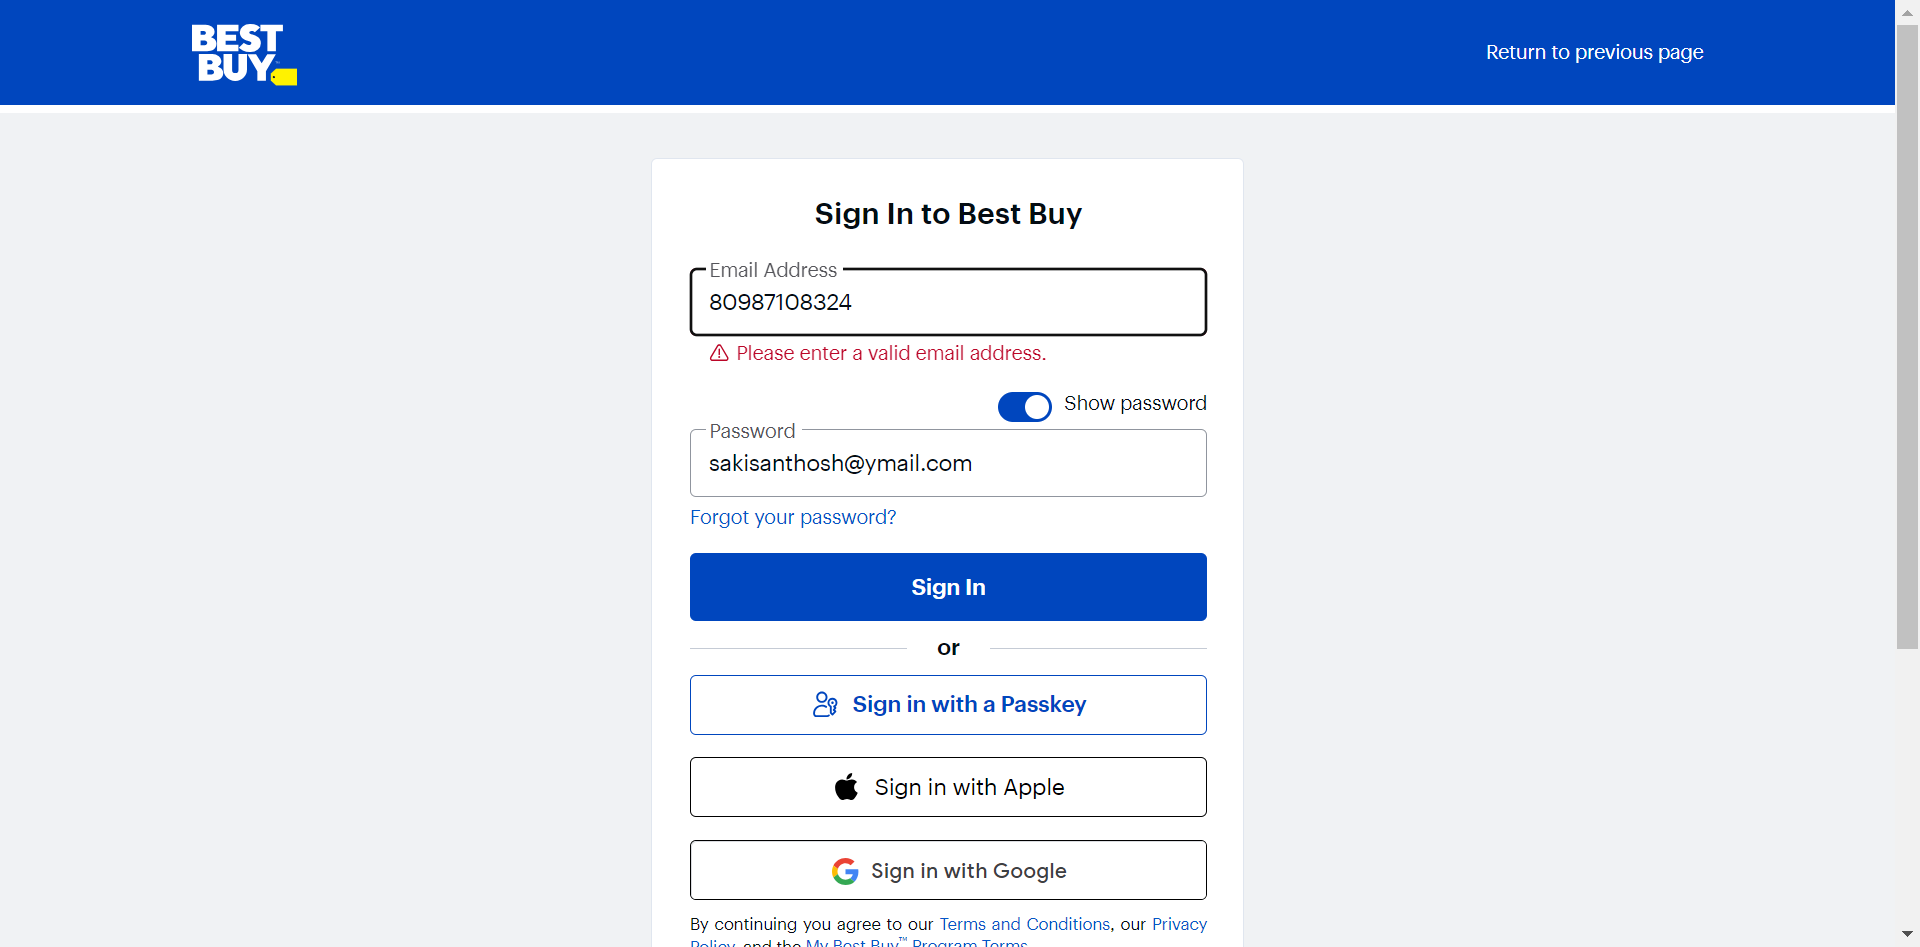 BEST
BUY
Return to previous page
Sign In to Best Buy
Email Address
80987108324
Please enter a valid email address.
Show password
Password
sakisanthosh@ymail.com
Forgot your password?
Sign In
or
Sign in with a Passkey
Sign in with Apple
Sign in with Google
By continuing you agree to our Terms and Conditions, our Privacy
Policy, and the My Best Buy™ Program Terms.